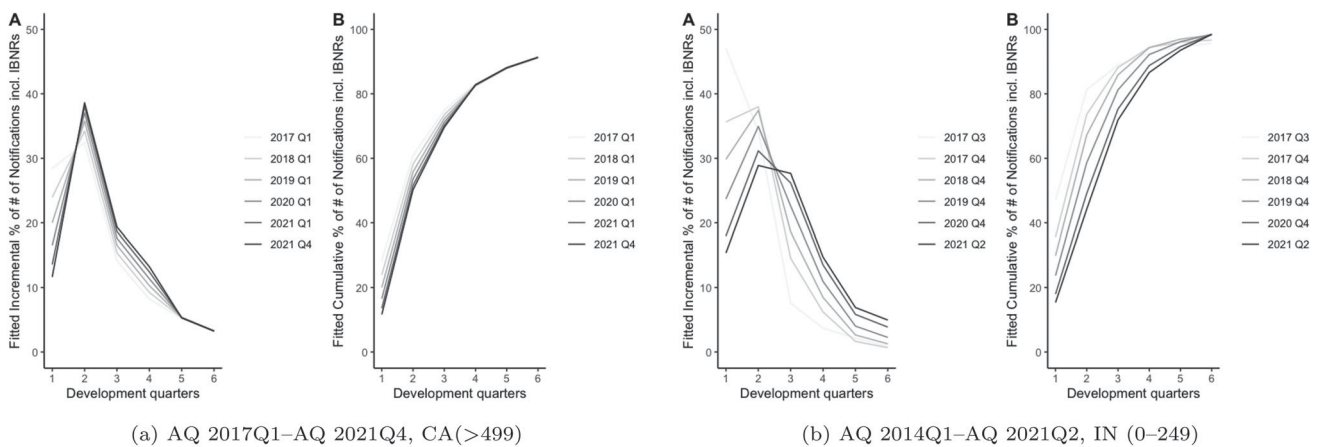 A
Fitted Incremental % of # of Notifications incl. IBNRs
50
40
30
20
10
0
1 2 3 4 5 6
Development quarters
2017 Q1
2018 Q1
2019 Q1
2020 Q1
2021 Q1
2021 Q4
B
Fitted Cumulative % of # of Notifications incl. IBNRs
100
80
60
40
20
0
1 2 3 4 5 6
Development quarters
2017 Q1
2018 Q1
2019 Q1
2020 Q1
2021 Q1
2021 Q4
(a) AQ 2017Q1–AQ 2021Q4, CA(>499)
A
Fitted Incremental % of # of Notifications incl. IBNRs
50
40
30
20
10
0
1 2 3 4 5 6
Development quarters
2017 Q3
2017 Q4
2018 Q4
2019 Q4
2020 Q4
2021 Q2
B
Fitted Cumulative % of # of Notifications incl. IBNRs
100
80
60
40
20
0
1 2 3 4 5 6
Development quarters
2017 Q3
2017 Q4
2018 Q4
2019 Q4
2020 Q4
2021 Q2
(b) AQ 2014Q1–AQ 2021Q2, IN (0–249)